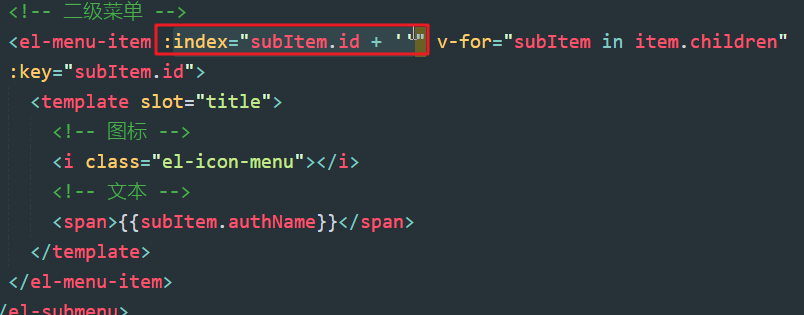 <!-- 二级菜单 -->
<el-menu-item :index="subItem.id + ''" v-for="subItem in item.children"
:key="subItem.id">
<template slot="title">
<!-- 图标 -->
<i class="el-icon-menu"></i>
<!-- 文本 -->
<span>{{subItem.authName}}</span>
</template>
</el-menu-item>
/el-submenu>